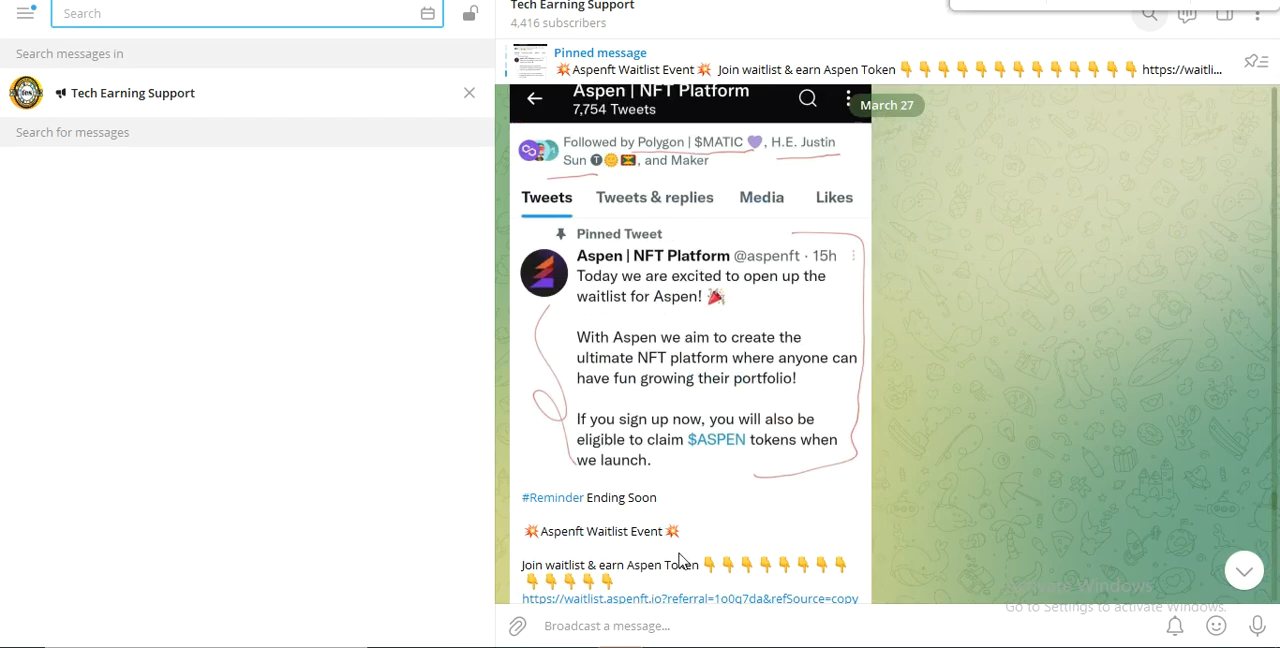 Search
Search messages in
Tech Earning Support
Search for messages
Tech Earning Support
4,416 subscribers
Pinned message
💥Aspenft Waitlist Event💥 Join waitlist & earn Aspen Token 👇👇👇👇👇👇👇👇👇👇👇👇👇 https://waitli...
March 27
Aspen | NFT Platform
7,754 Tweets
Followed by Polygon | $MATIC 💜, H.E. Justin
Sun 🅣🌞🇬🇩, and Maker
Tweets Tweets & replies Media Likes
Pinned Tweet
Aspen | NFT Platform @aspenft · 15h
Today we are excited to open up the
waitlist for Aspen! 🎉
With Aspen we aim to create the
ultimate NFT platform where anyone can
have fun growing their portfolio!
If you sign up now, you will also be
eligible to claim $ASPEN tokens when
we launch.
#Reminder Ending Soon
💥Aspenft Waitlist Event 💥
Join waitlist & earn Aspen Token 👇👇👇👇👇👇👇👇
👇👇👇👇👇
https://waitlist.aspenft.io?referral=1o0q7da&refSource=copy
Activate Windows
Go to Settings to activate Windows.
Broadcast a message...